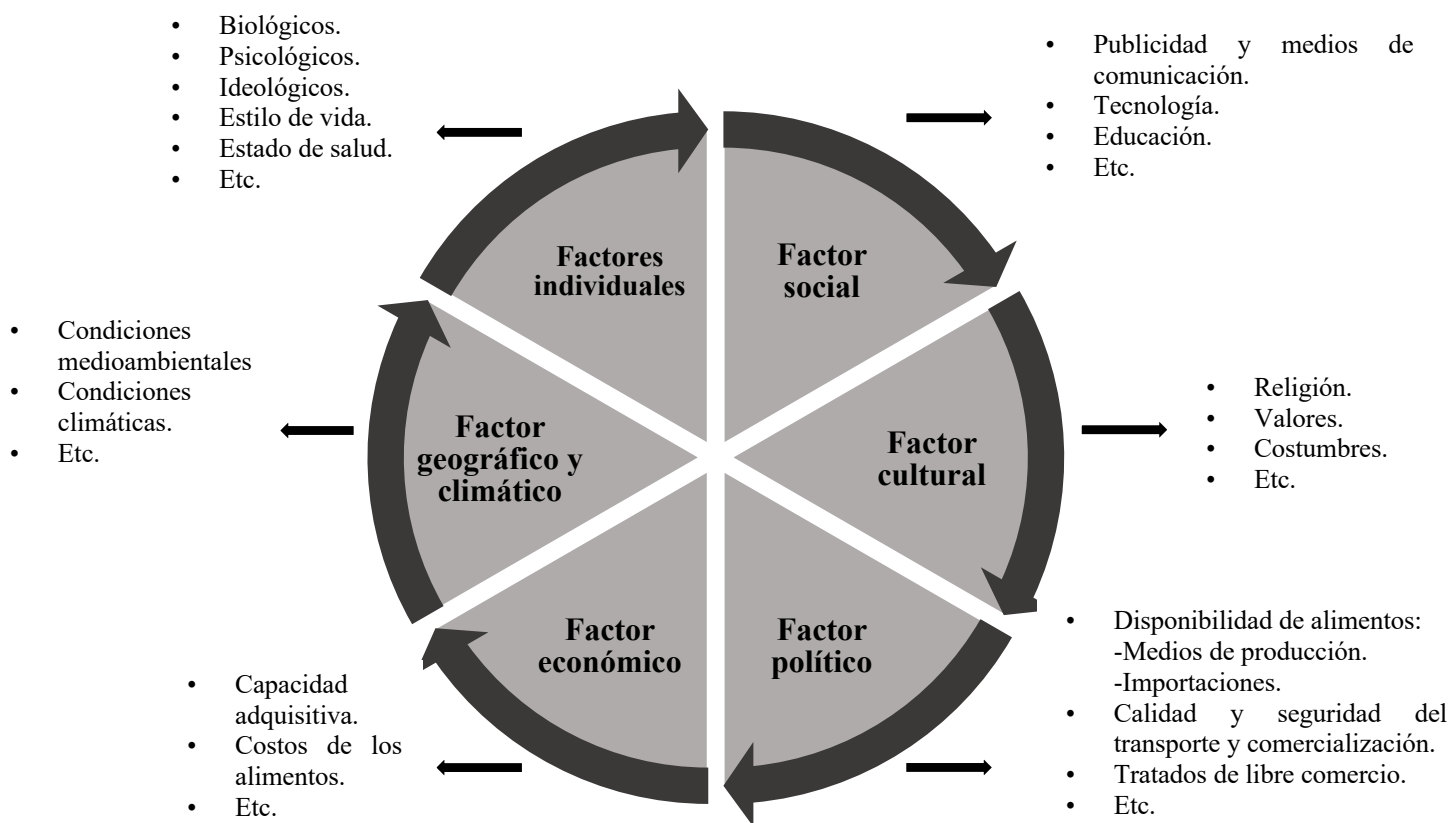 • Biológicos.
• Psicológicos.
• Ideológicos.
• Estilo de vida.
• Estado de salud.
• Etc.
• Publicidad y medios de
comunicación.
• Tecnología.
• Educación.
• Etc.
Factores
individuales
Factor
social
• Condiciones
medioambientales
• Condiciones
climáticas.
• Etc.
Factor
geográfico y
climático
Factor
cultural
• Religión.
• Valores.
• Costumbres.
• Etc.
Factor
económico
Factor
político
• Capacidad
adquisitiva.
• Costos de los
alimentos.
• Etc.
• Disponibilidad de alimentos:
-Medios de producción.
-Importaciones.
• Calidad y seguridad del
transporte y comercialización.
• Tratados de libre comercio.
• Etc.